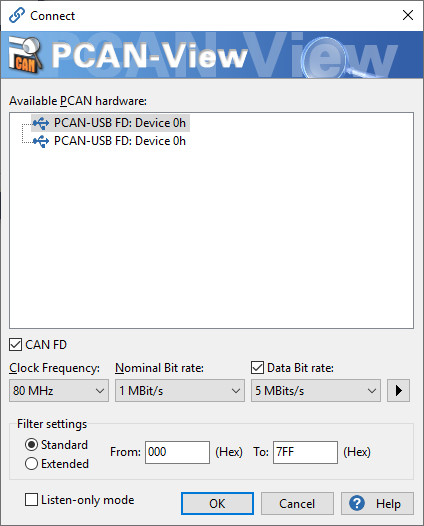 Connect
PCAN-View
Available PCAN hardware:
PCAN-USB FD: Device 0h
PCAN-USB FD: Device 0h
CAN FD
Clock Frequency: Nominal Bit rate: Data Bit rate:
80 MHz 1 MBit/s 5 MBits/s
Filter settings
Standard From: 000 (Hex) To: 7FF (Hex)
Extended
Listen-only mode OK Cancel Help